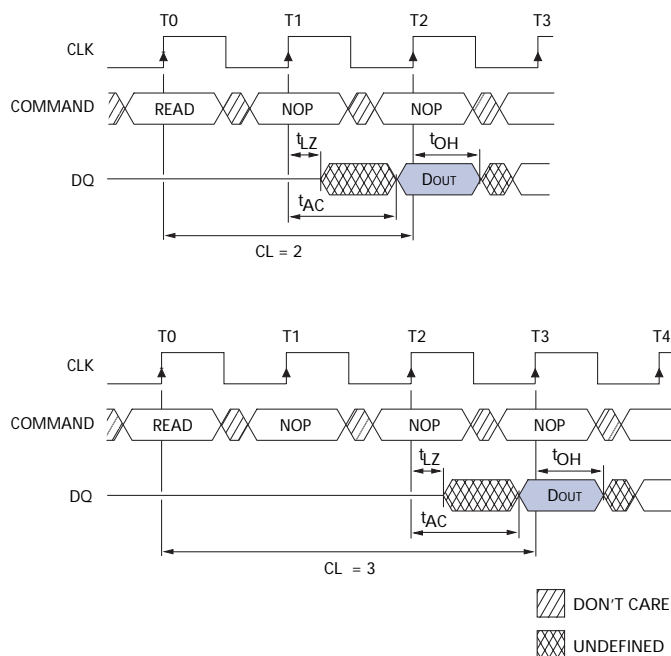 T0 T1 T2 T3
CLK
COMMAND READ NOP NOP
tLZ tOH
DQ DOUT
tAC
CL = 2
T0 T1 T2 T3 T4
CLK
COMMAND READ NOP NOP NOP
tLZ tOH
DQ DOUT
tAC
CL = 3
DON'T CARE
UNDEFINED